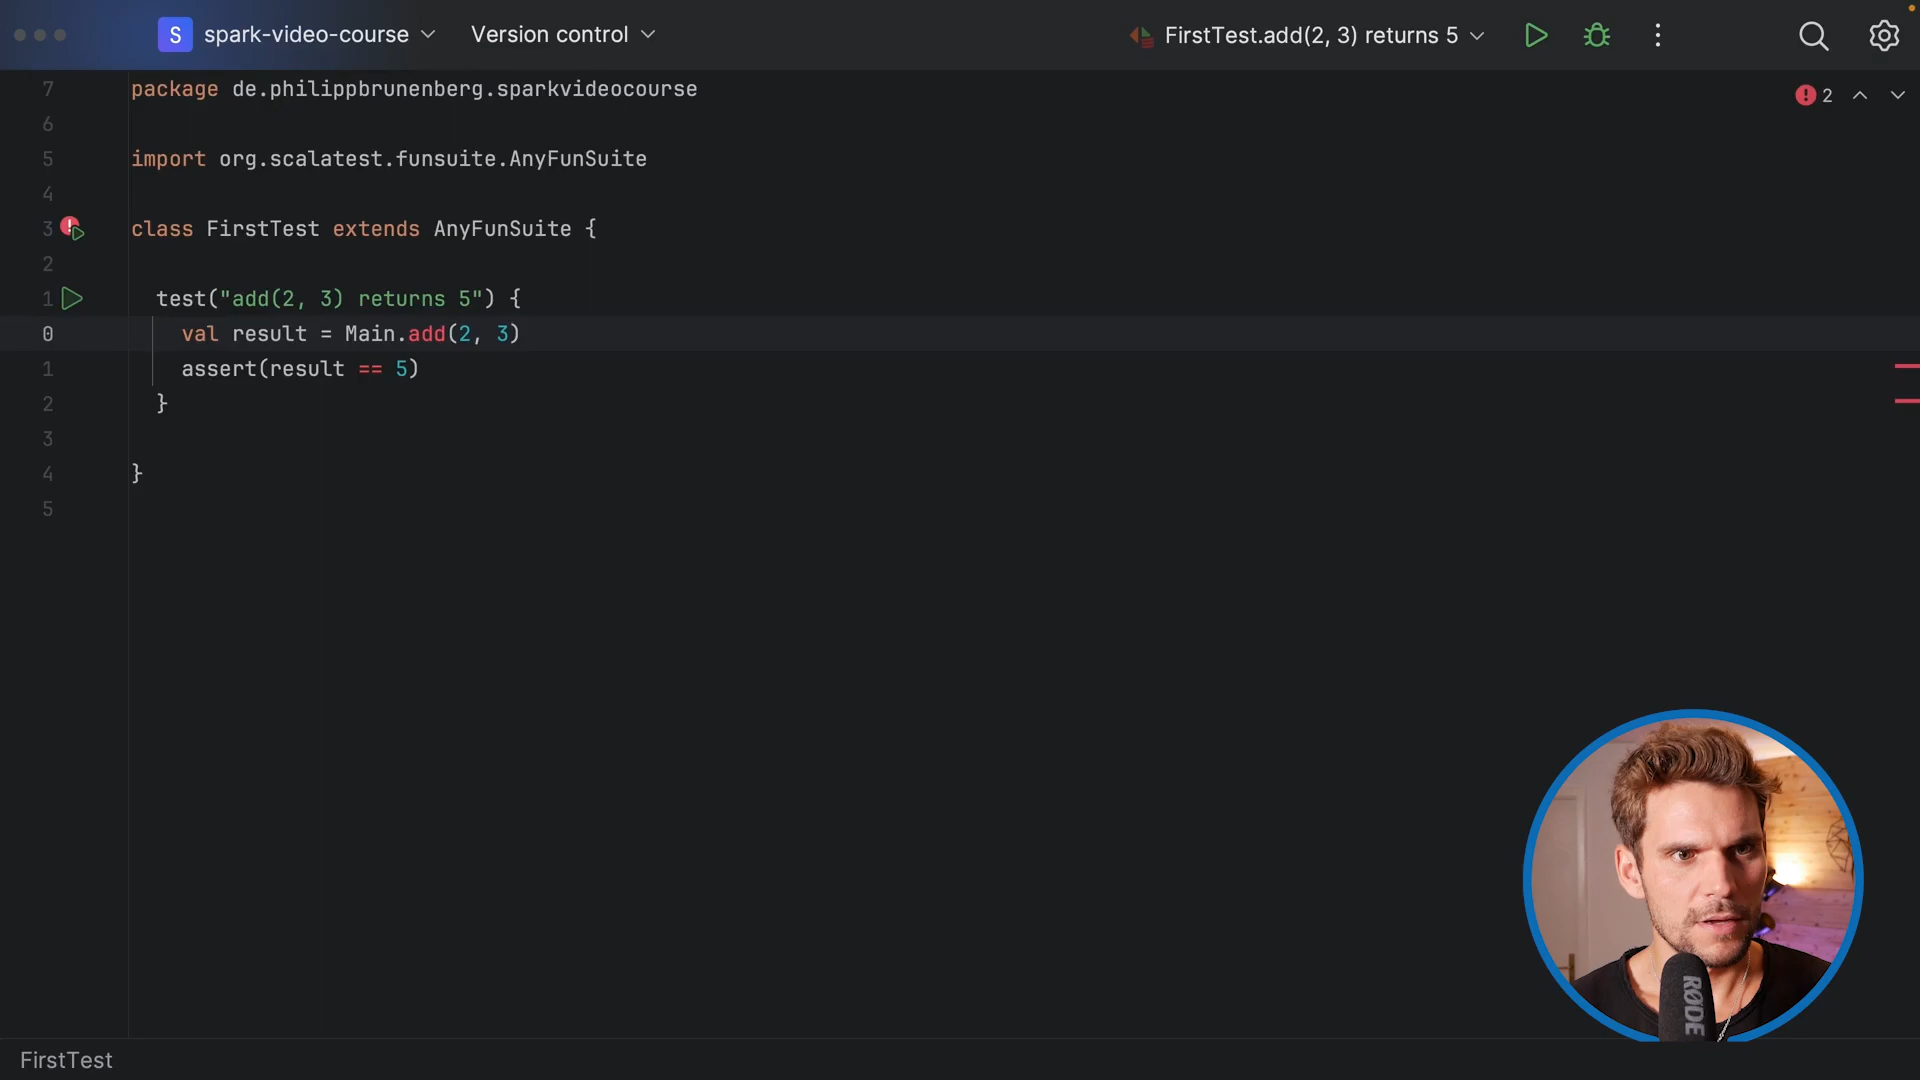 S spark-video-course Version control FirstTest.add(2, 3) returns 5
7 package de.philippbrunenberg.sparkvideocourse
2
6
5 import org.scalatest.funsuite.AnyFunSuite
4
3 class FirstTest extends AnyFunSuite {
2
1 test("add(2, 3) returns 5") {
0 val result = Main.add(2, 3)
1 assert(result == 5)
2 }
3
4 }
5
RØDE
FirstTest